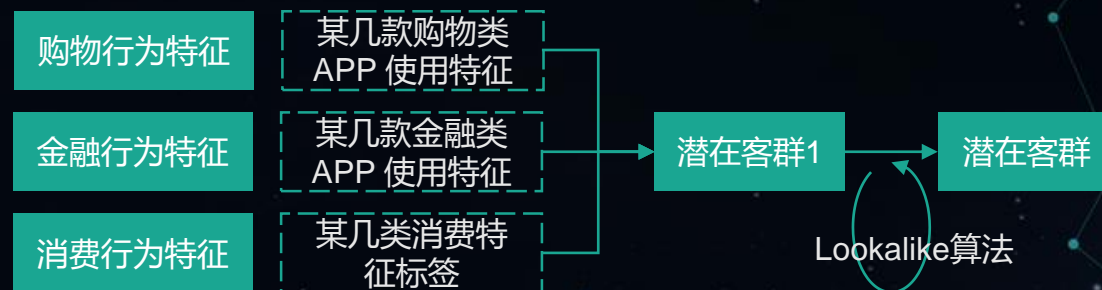 购物行为特征
某几款购物类
APP 使用特征
金融行为特征
某几款金融类
APP 使用特征
潜在客群1
潜在客群
消费行为特征
某几类消费特
征标签
Lookalike算法